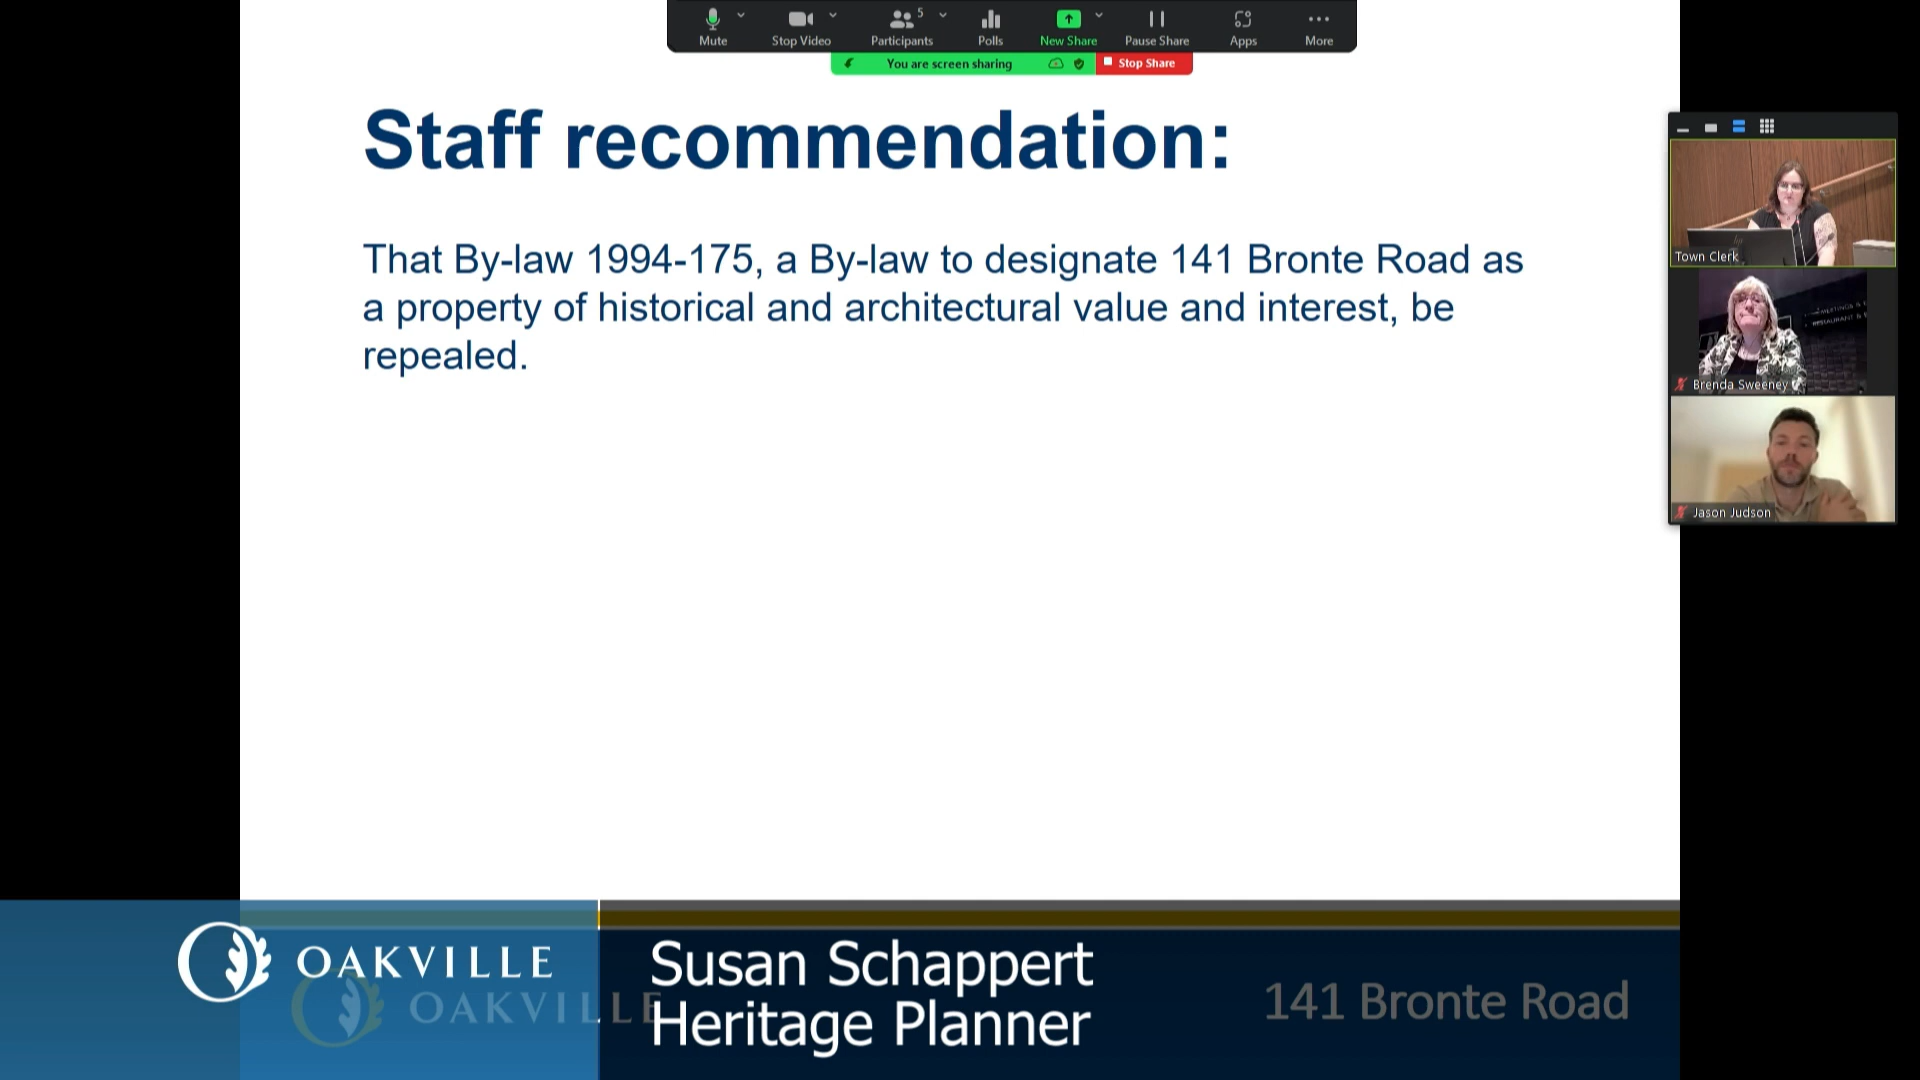 Mute
Stop Video
Participants
5
Polls
New Share
Pause Share
Apps
More
You are screen sharing
Stop Share
Staff recommendation:
That By-law 1994-175, a By-law to designate 141 Bronte Road as
a property of historical and architectural value and interest, be
repealed.
Town Clerk
MEETINGS &
RESTAURANT &
Brenda Sweeney
Jason Judson
OAKVILLE
OAKVILLE
Susan Schappert
Heritage Planner
141 Bronte Road